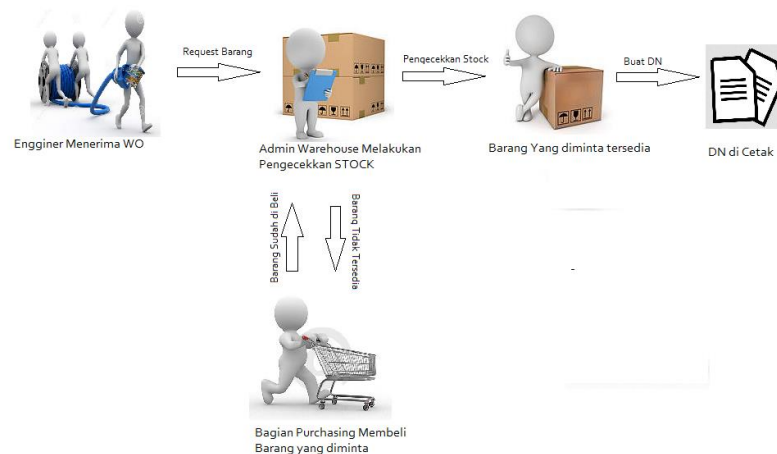 Request Barang
Pengecekkan Stock
Buat DN
Engginer Menerima WO
Admin Warehouse Melakukan
Pengecekkan STOCK
Barang Yang diminta tersedia
DN di Cetak
Barang Sudah di Beli
Barang Tidak Tersedia
Bagian Purchasing Membeli
Barang yang diminta